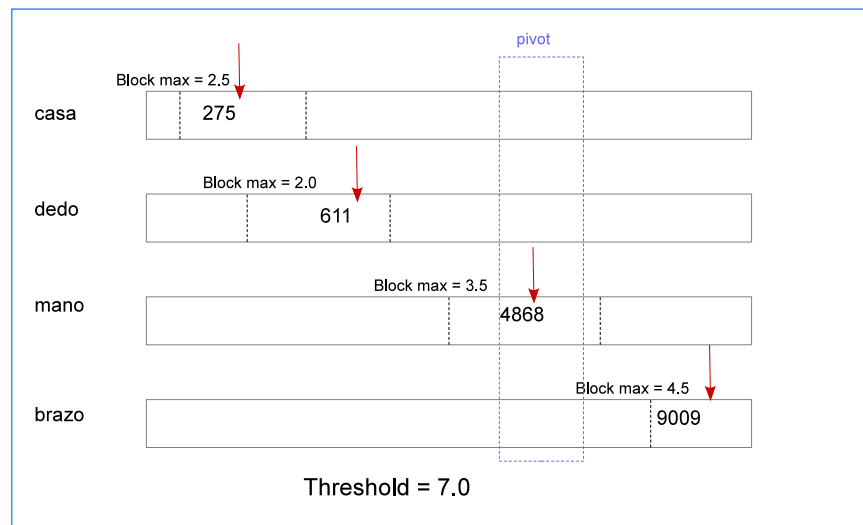 pivot
Block max = 2.5
casa
275
Block max = 2.0
dedo
611
Block max = 3.5
mano
4868
Block max = 4.5
brazo
9009
Threshold = 7.0